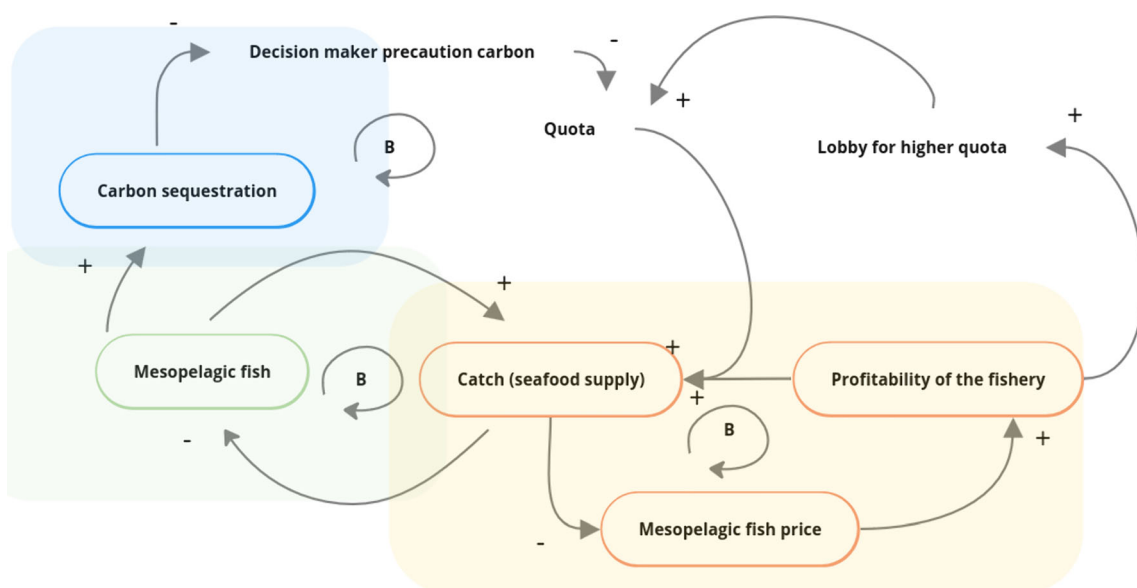 -
Decision maker precaution carbon
-
+
+
Quota
B
Lobby for higher quota
Carbon sequestration
+
+
+
Mesopelagic fish
B
Catch (seafood supply)
Profitability of the fishery
+
B
-
+
Mesopelagic fish price
-